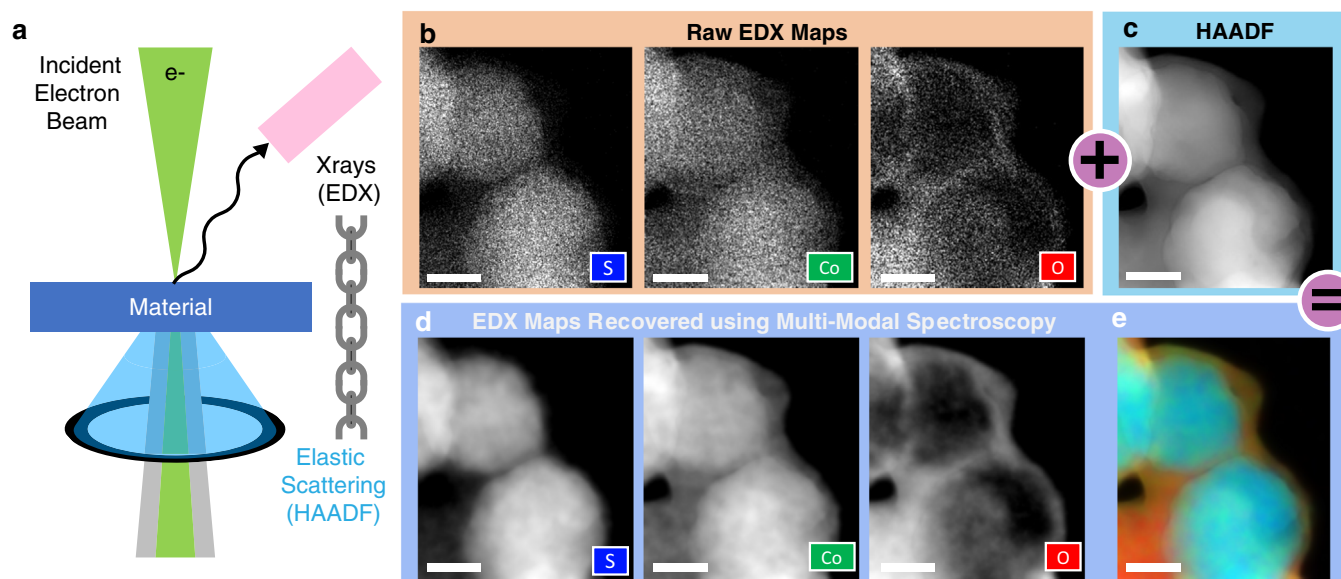 a
Incident
Electron
Beam
e-
Xrays
(EDX)
Material
Elastic
Scattering
(HAADF)
b
Raw EDX Maps
S
Co
O
+
c
HAADF
=
d
EDX Maps Recovered using Multi-Modal Spectroscopy
S
Co
O
e